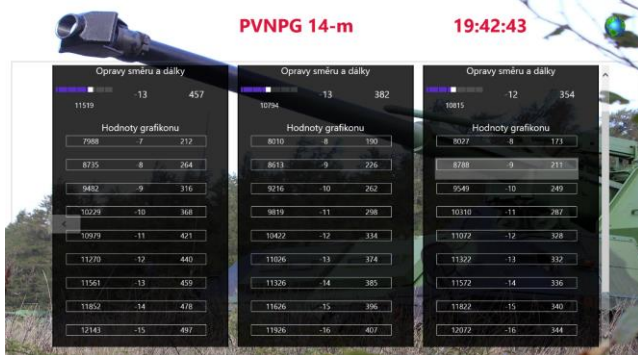 PVNPG 14-m 19:42:43
Opravy směru a dálky
-13 457
11519
Hodnoty grafikonu
7988 -7 212
8735 -8 264
9482 -9 316
10229 -10 368
10979 -11 421
11270 -12 440
11561 -13 459
11852 -14 478
12143 -15 497
Opravy směru a dálky
-13 382
10794
Hodnoty grafikonu
8010 -8 190
8613 -9 226
9216 -10 262
9819 -11 298
10422 -12 334
11026 -13 374
11326 -14 385
11626 -15 396
11926 -16 407
Opravy směru a dálky
-12 354
10815
Hodnoty grafikonu
8027 -8 173
8788 -9 211
9549 -10 249
10310 -11 287
11072 -12 328
11322 -13 332
11572 -14 336
11822 -15 340
12072 -16 344